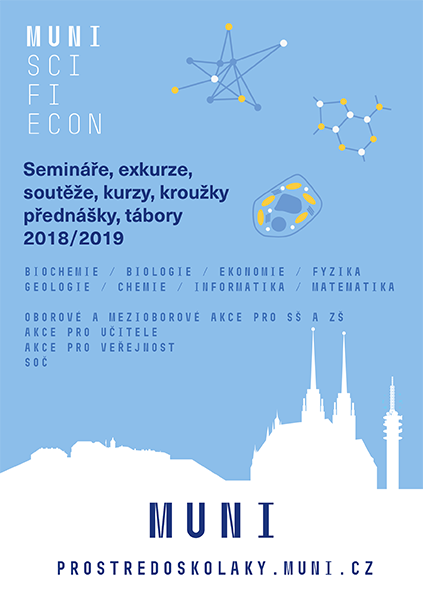 MUNI
SCI
FI
ECON
Semináře, exkurze,
soutěže, kurzy, kroužky
přednášky, tábory
2018/2019
BIOCHEMIE / BIOLOGIE / EKONOMIE / FYZIKA
GEOLOGIE / CHEMIE / INFORMATIKA / MATEMATIKA
OBOROVÉ A MEZIOBOROVÉ AKCE PRO SŠ A ZŠ
AKCE PRO UČITELE
AKCE PRO VEŘEJNOST
SOČ
MUNI
PROSTREDOSKOLAKY.MUNI.CZ